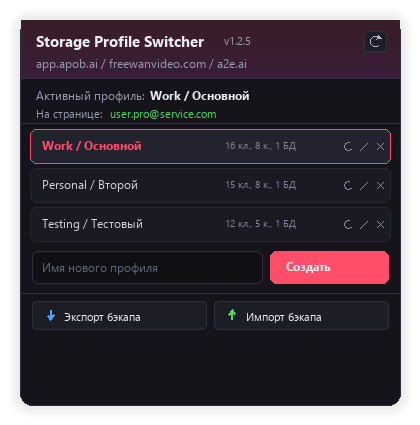 Storage Profile Switcher v1.2.5
app.apob.ai / freewanvideo.com / a2e.ai
Активный профиль: Work / Основной
На странице: user.pro@service.com
Work / Основной 16 кл., 8 к., 1 БД
Personal / Второй 15 кл., 8 к., 1 БД
Testing / Тестовый 12 кл., 5 к., 1 БД
Имя нового профиля Создать
Экспорт бэкапа Импорт бэкапа